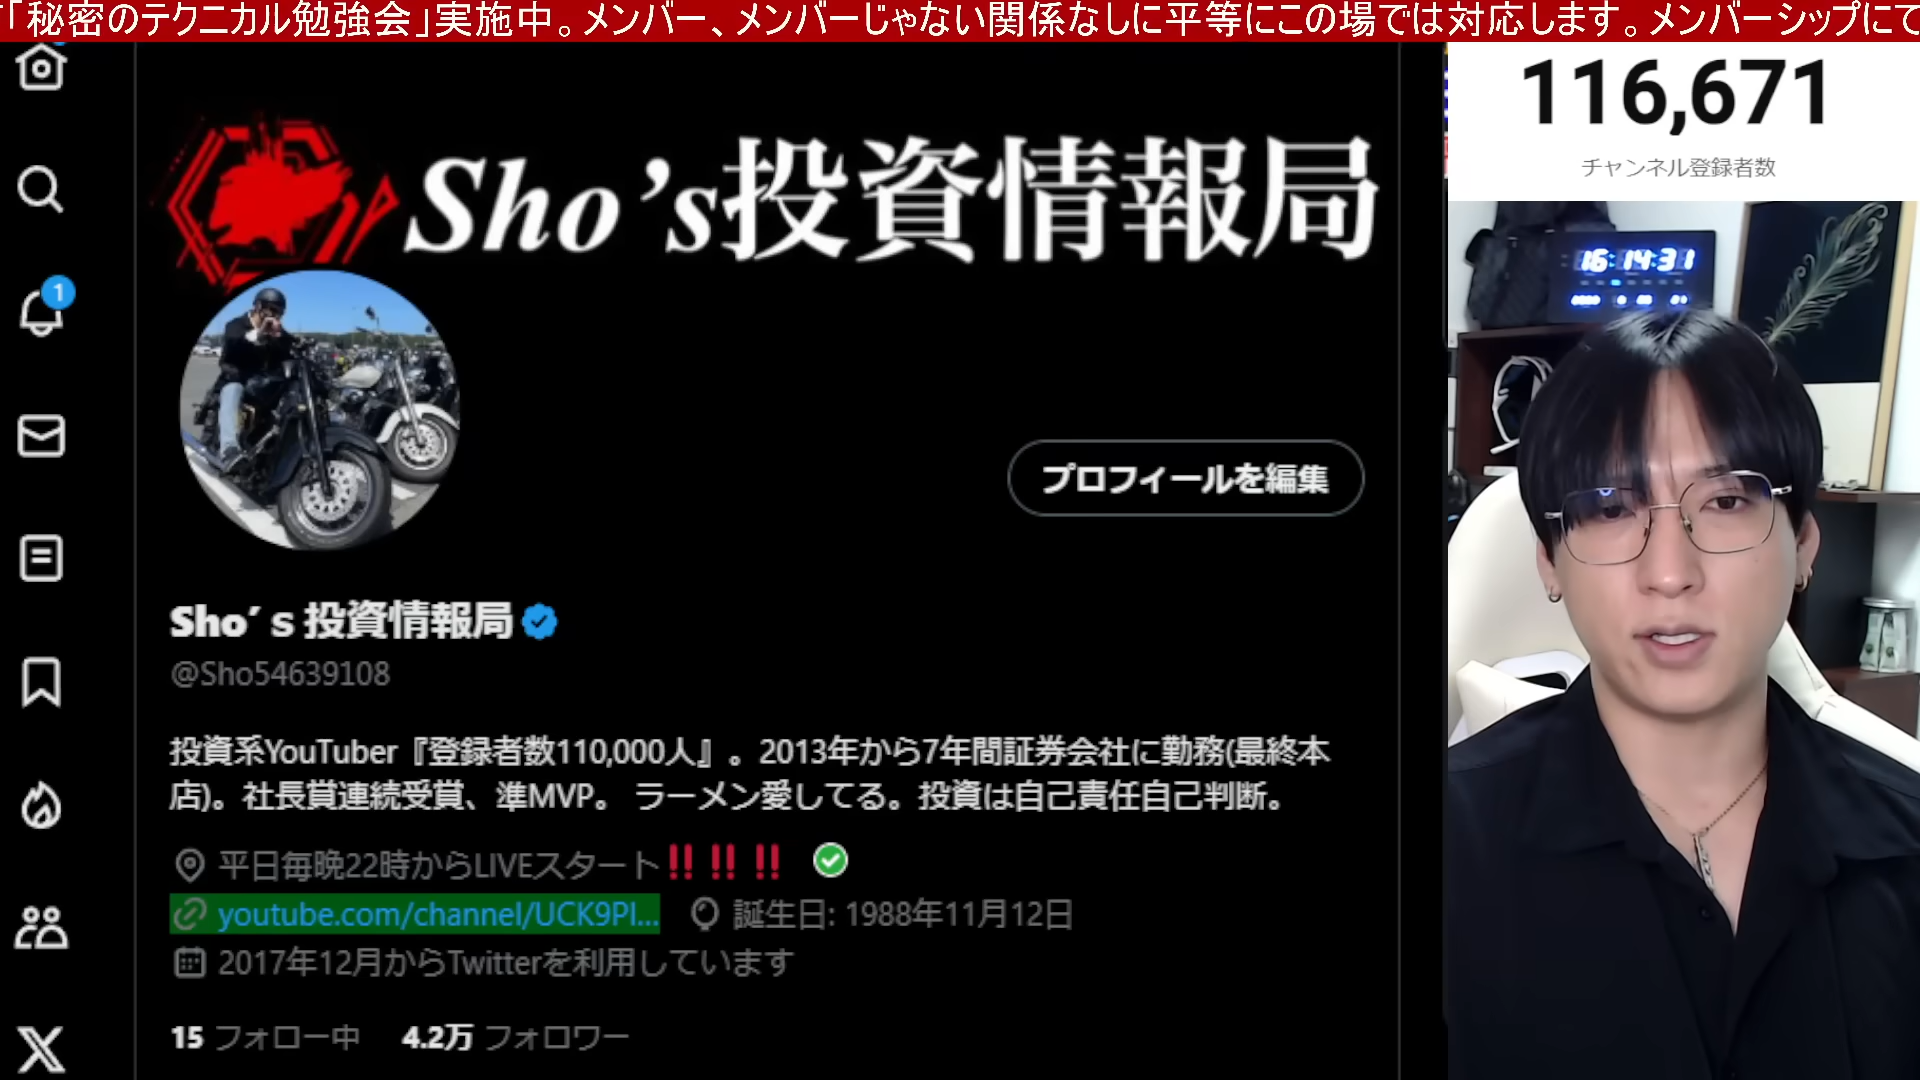 「秘密のテクニカル勉強会」実施中。メンバー、メンバーじゃない関係なしに平等にこの場では対応します。メンバーシップにて
116,671
チャンネル登録者数
16:14:31
Sho's投資情報局
1
プロフィールを編集
Sho′s 投資情報局
@Sho54639108
投資系YouTuber『登録者数110,000人』。2013年から7年間証券会社に勤務(最終本
店)。社長賞連続受賞、準MVP。 ラーメン愛してる。投資は自己責任自己判断。
平日毎晩22時からLIVEスタート‼️ ‼️ ‼️
youtube.com/channel/UCK9PI... 誕生日: 1988年11月12日
2017年12月からTwitterを利用しています
15 フォロー中 4.2万 フォロワー